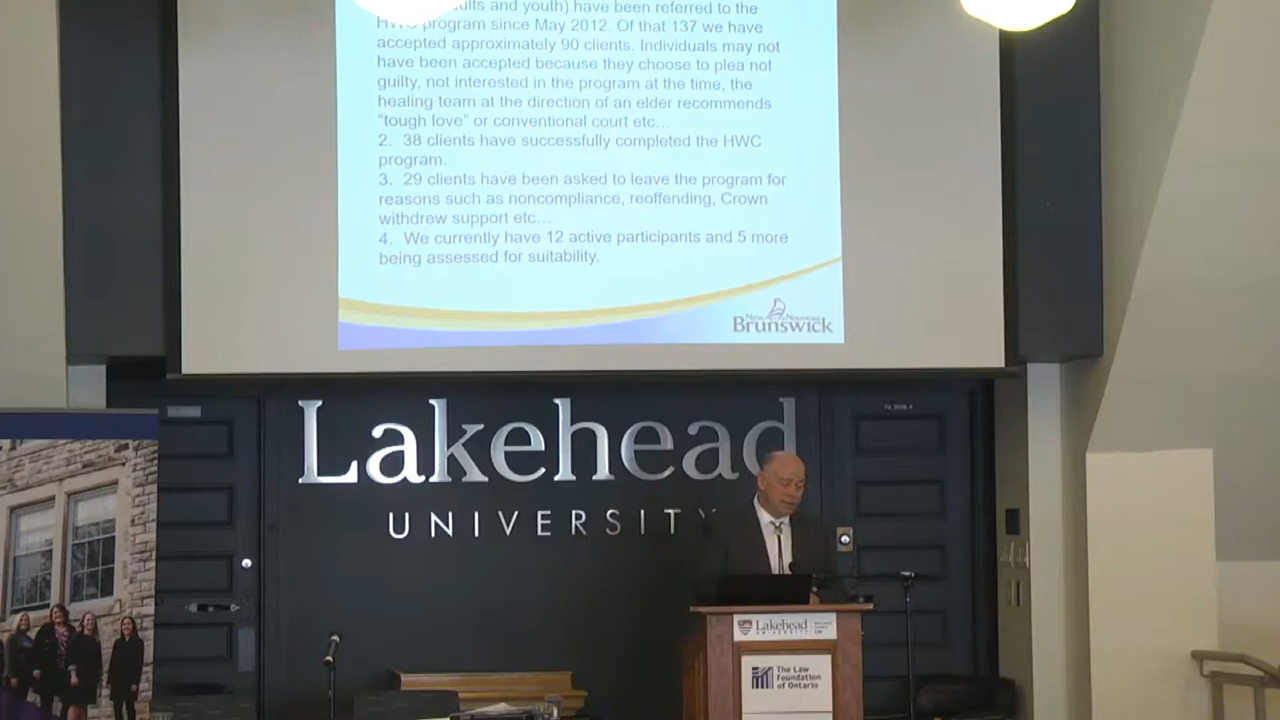 and youth) have been referred to the
HWC program since May 2012. Of that 137 we have
accepted approximately 90 clients. Individuals may not
have been accepted because they choose to plea not
guilty, not interested in the program at the time, the
healing team at the direction of an elder recommends
“tough love” or conventional court etc…
2. 38 clients have successfully completed the HWC
program.
3. 29 clients have been asked to leave the program for
reasons such as noncompliance, reoffending, Crown
withdrew support etc…
4. We currently have 12 active participants and 5 more
being assessed for suitability.
New Nouveau
Brunswick
Lakehead
UNIVERSITY
Lakehead
UNIVERSITY
The Law
Foundation
of Ontario